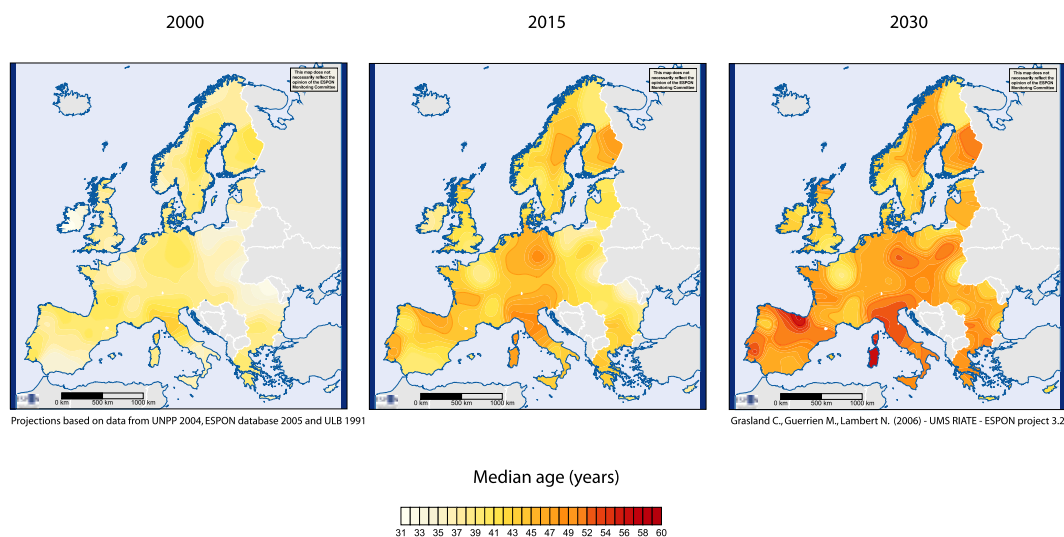 2000
2015
2030
This map does not
necessarily reflect the
opinion of the ESPON
Monitoring Committee
This map does not
necessarily reflect the
opinion of the ESPON
Monitoring Committee
This map does not
necessarily reflect the
opinion of the ESPON
Monitoring Committee
0 km 500 km 1000 km
0 km 500 km 1000 km
0 km 500 km 1000 km
Projections based on data from UNPP 2004, ESPON database 2005 and ULB 1991
Grasland C., Guerrien M., Lambert N. (2006) - UMS RIATE - ESPON project 3.2
Median age (years)
31 33 35 37 39 41 43 45 47 49 52 54 56 58 60